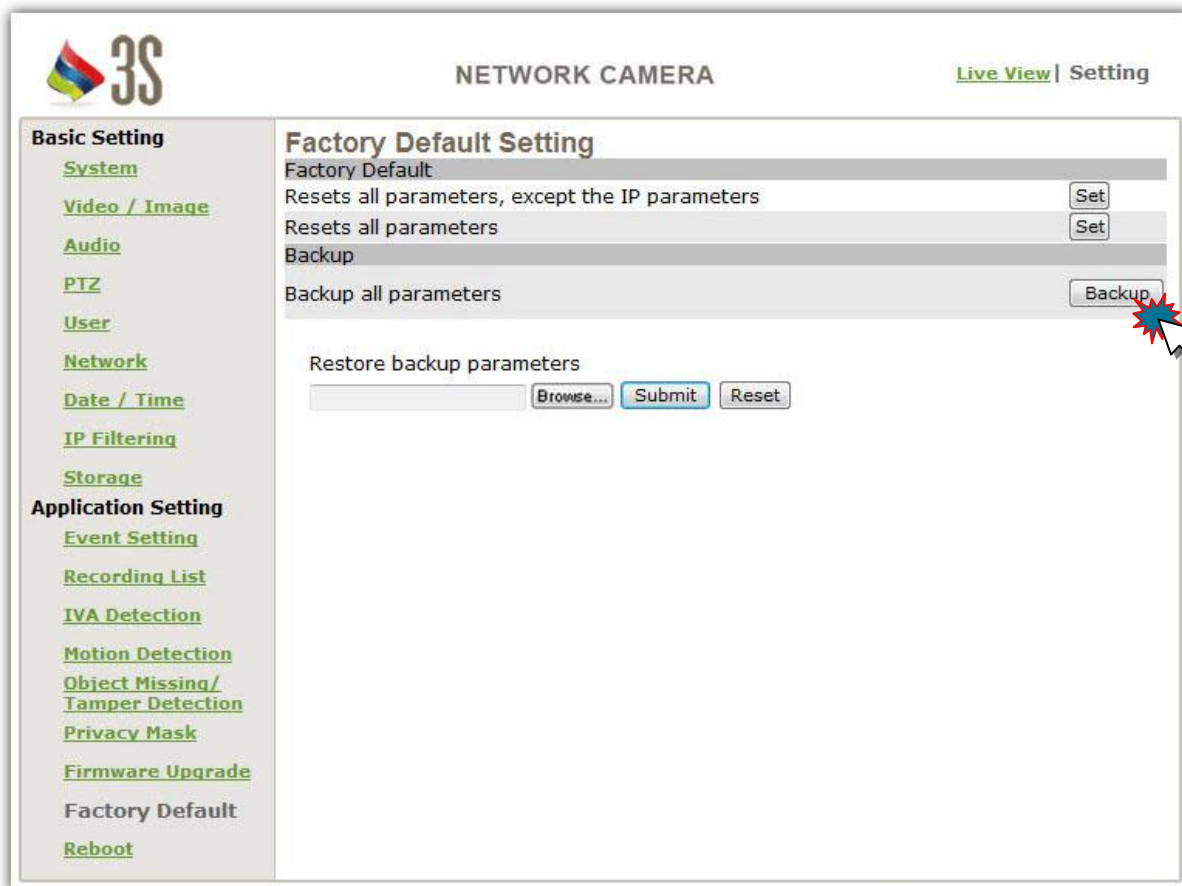 3S
NETWORK CAMERA
Live View| Setting
Basic Setting
System
Video / Image
Audio
PTZ
User
Network
Date / Time
IP Filtering
Storage
Application Setting
Event Setting
Recording List
IVA Detection
Motion Detection
Object Missing/
Tamper Detection
Privacy Mask
Firmware Upgrade
Factory Default
Reboot
Factory Default Setting
Factory Default
Resets all parameters, except the IP parameters Set
Resets all parameters Set
Backup
Backup all parameters Backup
Restore backup parameters
Browse... Submit Reset